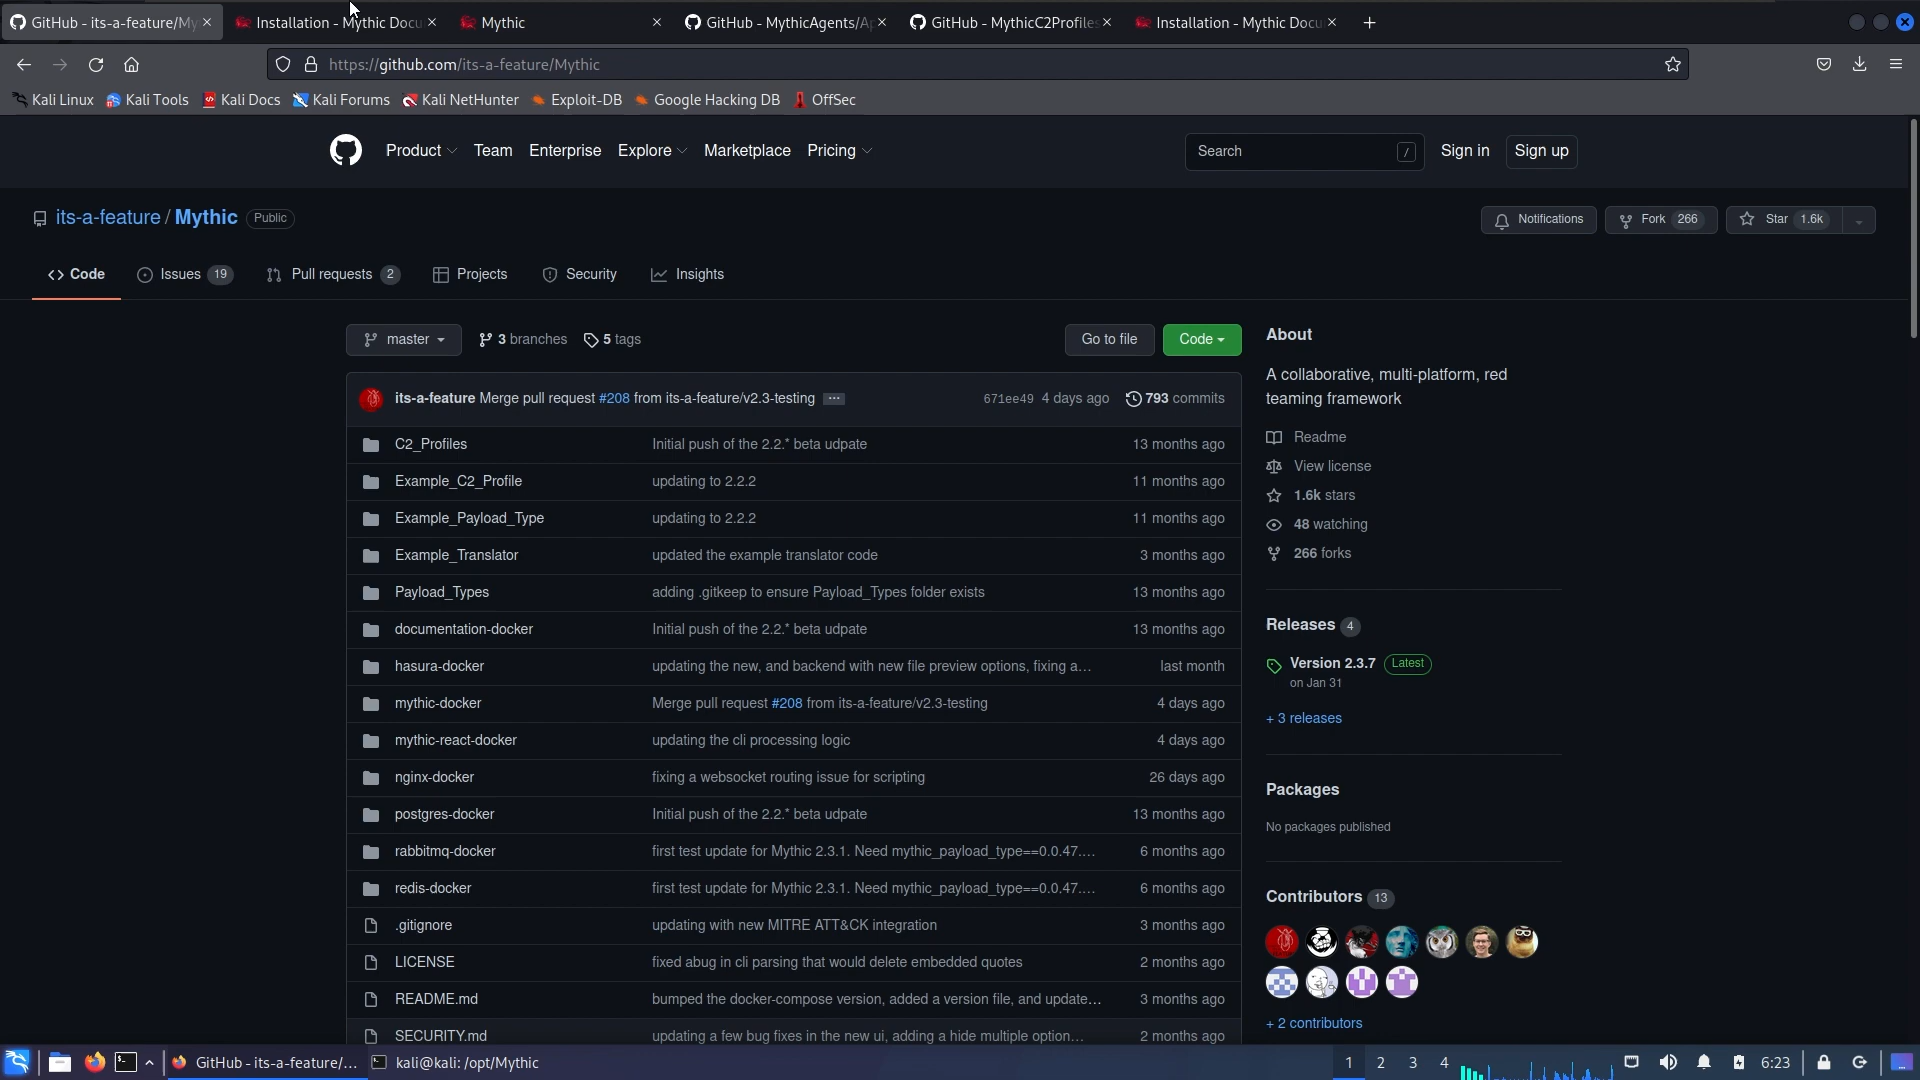 GitHub - its-a-feature/My
Installation - Mythic Docu
Mythic
GitHub - MythicAgents/Ap
GitHub - MythicC2Profiles
Installation - Mythic Docu
https://github.com/its-a-feature/Mythic
Kali Linux
Kali Tools
Kali Docs
Kali Forums
Kali NetHunter
Exploit-DB
Google Hacking DB
OffSec
Product
Team
Enterprise
Explore
Marketplace
Pricing
Search
/
Sign in
Sign up
its-a-feature / Mythic
Public
Notifications
Fork 266
Star 1.6k
Code
Issues 19
Pull requests 2
Projects
Security
Insights
master
3 branches
5 tags
Go to file
Code
its-a-feature Merge pull request #208 from its-a-feature/v2.3-testing ...
671ee49 4 days ago
793 commits
C2_Profiles Initial push of the 2.2.* beta udpate 13 months ago
Example_C2_Profile updating to 2.2.2 11 months ago
Example_Payload_Type updating to 2.2.2 11 months ago
Example_Translator updated the example translator code 3 months ago
Payload_Types adding .gitkeep to ensure Payload_Types folder exists 13 months ago
documentation-docker Initial push of the 2.2.* beta udpate 13 months ago
hasura-docker updating the new, and backend with new file preview options, fixing a... last month
mythic-docker Merge pull request #208 from its-a-feature/v2.3-testing 4 days ago
mythic-react-docker updating the cli processing logic 4 days ago
nginx-docker fixing a websocket routing issue for scripting 26 days ago
postgres-docker Initial push of the 2.2.* beta udpate 13 months ago
rabbitmq-docker first test update for Mythic 2.3.1. Need mythic_payload_type==0.0.47.... 6 months ago
redis-docker first test update for Mythic 2.3.1. Need mythic_payload_type==0.0.47.... 6 months ago
.gitignore updating with new MITRE ATT&CK integration 3 months ago
LICENSE fixed abug in cli parsing that would delete embedded quotes 2 months ago
README.md bumped the docker-compose version, added a version file, and update... 3 months ago
SECURITY.md updating a few bug fixes in the new ui, adding a hide multiple option... 2 months ago
About
A collaborative, multi-platform, red
teaming framework
Readme
View license
1.6k stars
48 watching
266 forks
Releases 4
Version 2.3.7 Latest
on Jan 31
+ 3 releases
Packages
No packages published
Contributors 13
+ 2 contributors
GitHub - its-a-feature/...
kali@kali: /opt/Mythic
1
2
3
4
6:23